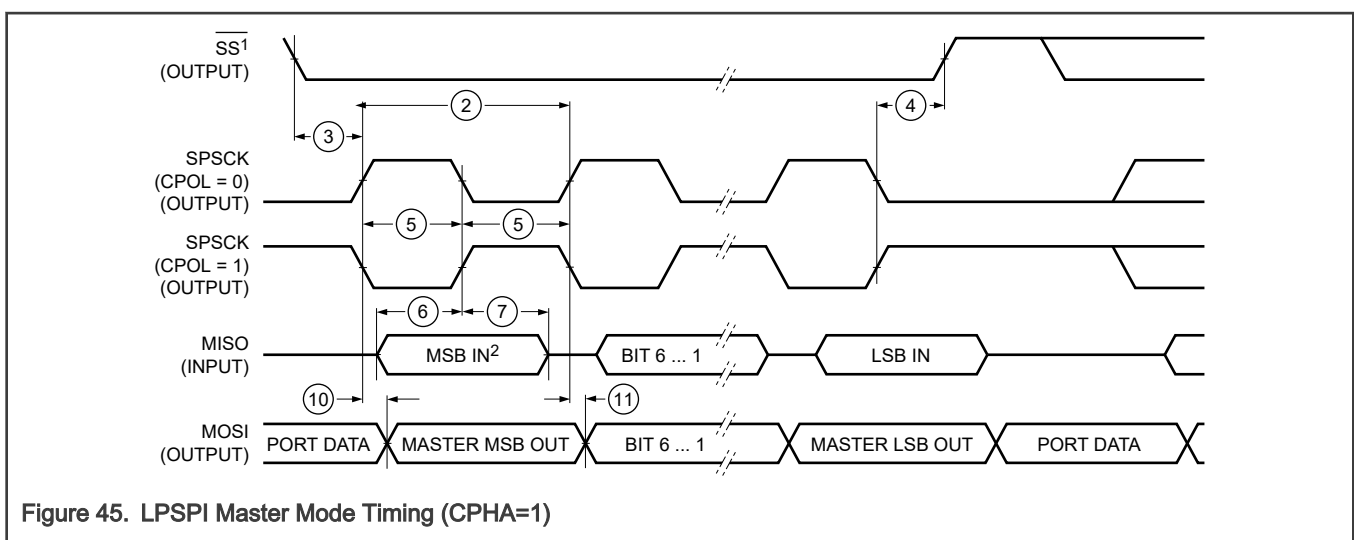 SS1
(OUTPUT)
2
4
3
SPSCK
(CPOL = 0)
(OUTPUT)
5
5
SPSCK
(CPOL = 1)
(OUTPUT)
6
7
MISO
(INPUT)
MSB IN2
BIT 6 ... 1
LSB IN
10
11
MOSI
(OUTPUT)
PORT DATA
MASTER MSB OUT
BIT 6 ... 1
MASTER LSB OUT
PORT DATA
Figure 45. LPSPI Master Mode Timing (CPHA=1)